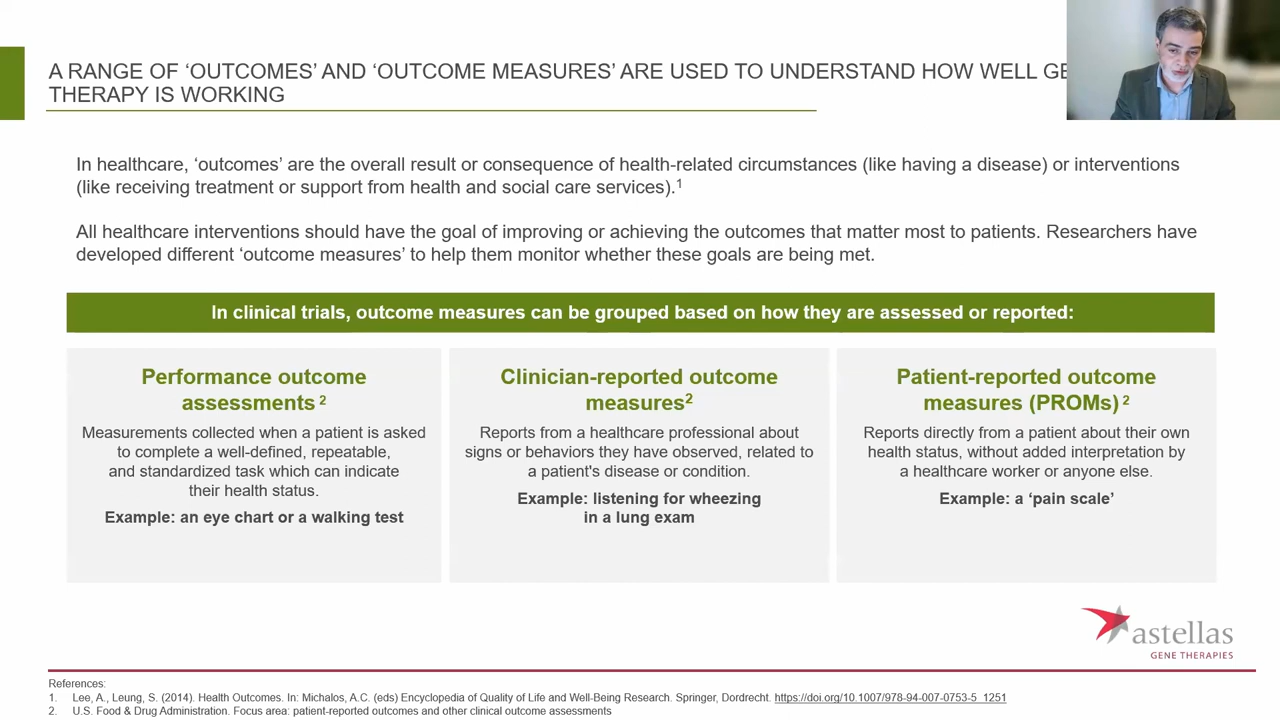 A RANGE OF ‘OUTCOMES’ AND ‘OUTCOME MEASURES’ ARE USED TO UNDERSTAND HOW WELL
THERAPY IS WORKING
In healthcare, ‘outcomes’ are the overall result or consequence of health-related circumstances (like having a disease) or interventions
(like receiving treatment or support from health and social care services).1
All healthcare interventions should have the goal of improving or achieving the outcomes that matter most to patients. Researchers have
developed different ‘outcome measures’ to help them monitor whether these goals are being met.
In clinical trials, outcome measures can be grouped based on how they are assessed or reported:
Performance outcome
assessments 2
Measurements collected when a patient is asked
to complete a well-defined, repeatable,
and standardized task which can indicate
their health status.
Example: an eye chart or a walking test
Clinician-reported outcome
measures2
Reports from a healthcare professional about
signs or behaviors they have observed, related to
a patient's disease or condition.
Example: listening for wheezing
in a lung exam
Patient-reported outcome
measures (PROMs) 2
Reports directly from a patient about their own
health status, without added interpretation by
a healthcare worker or anyone else.
Example: a ‘pain scale’
astellas
GENE THERAPIES
References:
1. Lee, A., Leung, S. (2014). Health Outcomes. In: Michalos, A.C. (eds) Encyclopedia of Quality of Life and Well-Being Research. Springer, Dordrecht. https://doi.org/10.1007/978-94-007-0753-5_1251
2. U.S. Food & Drug Administration. Focus area: patient-reported outcomes and other clinical outcome assessments